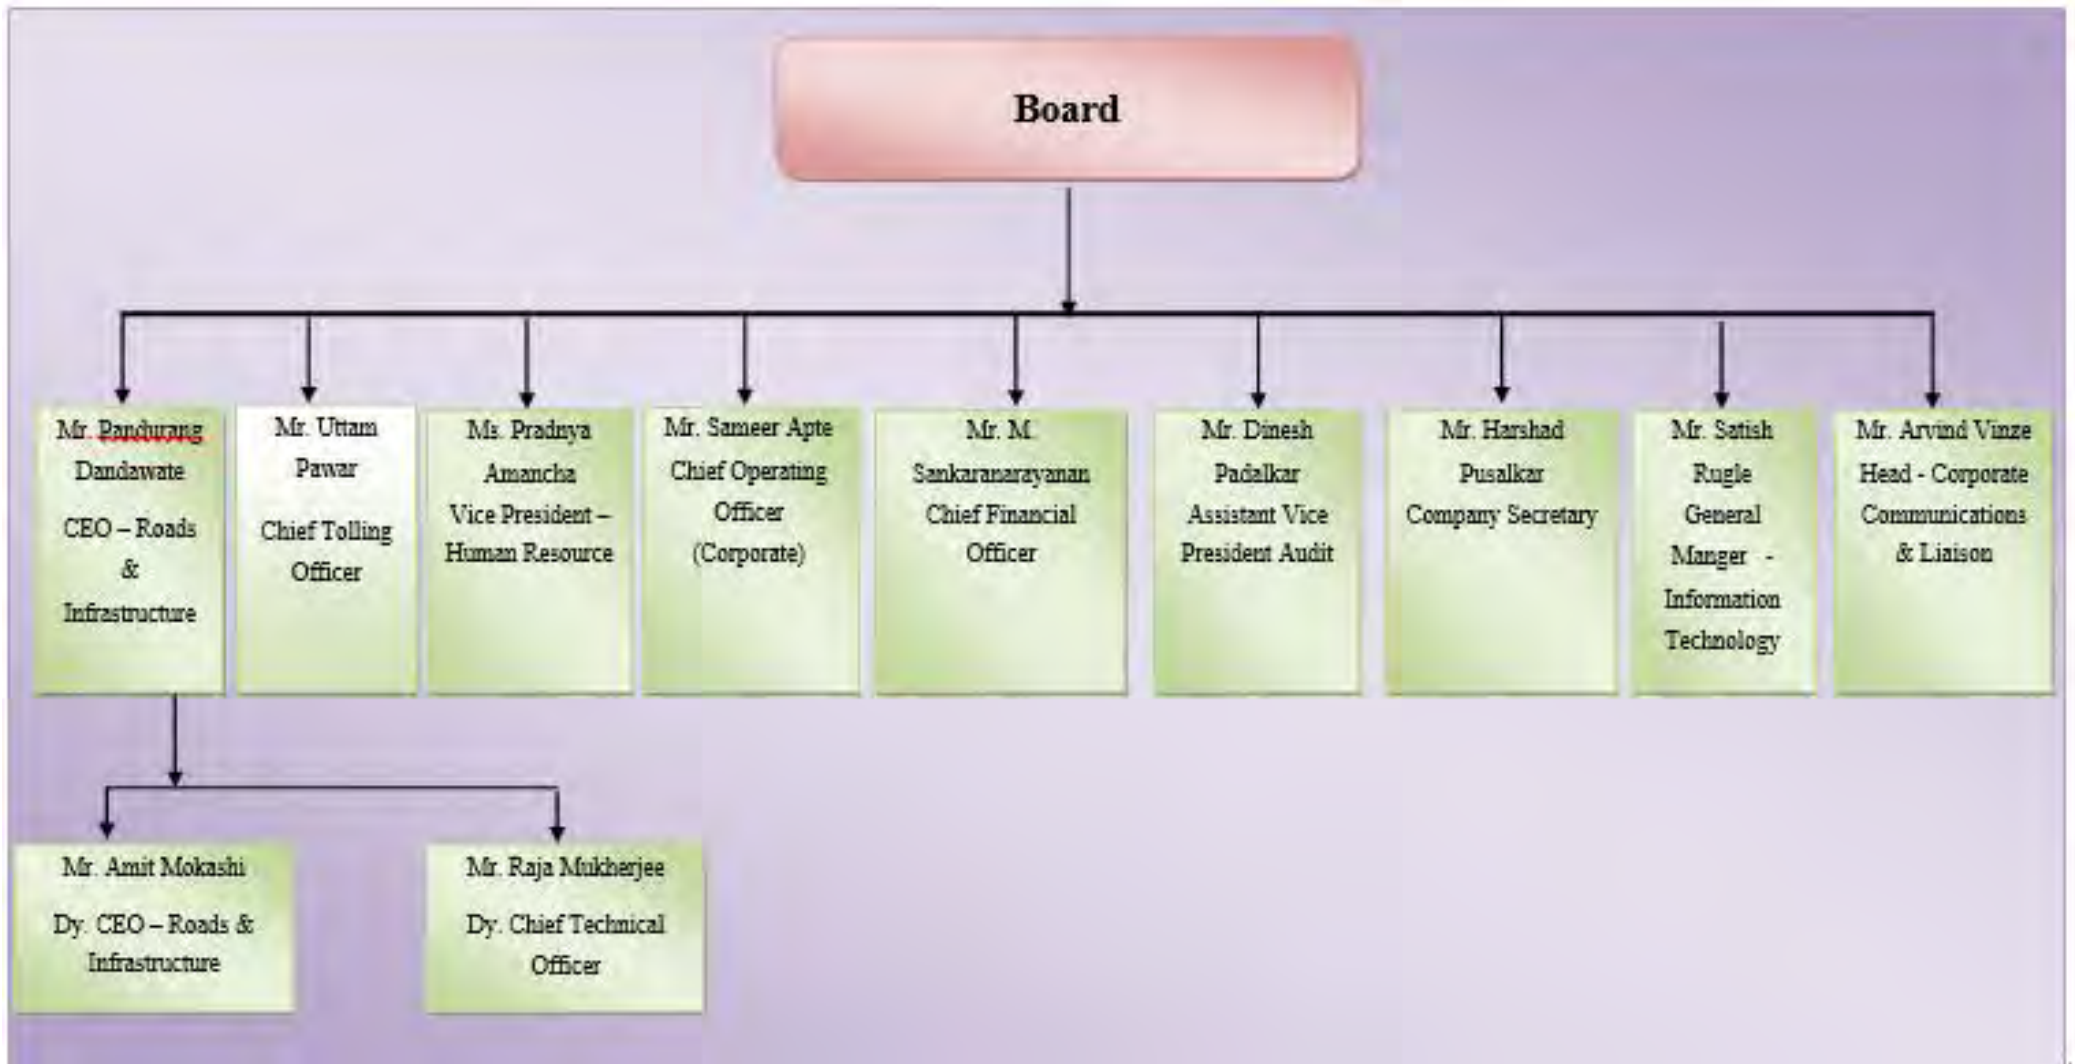 Board
Mr. Pandurang
Dandawate
CEO – Roads
&
Infrastructure
Mr. Uttam
Pawar
Chief Tolling
Officer
Ms. Pradnya
Amancha
Vice President –
Human Resource
Mr. Sameer Apte
Chief Operating
Officer
(Corporate)
Mr. M.
Sankaranarayanan
Chief Financial
Officer
Mr. Dinesh
Padalkar
Assistant Vice
President Audit
Mr. Harshad
Pusalkar
Company Secretary
Mr. Satish
Rugle
General
Manger -
Information
Technology
Mr. Arvind Vinze
Head - Corporate
Communications
& Liaison
Mr. Amit Mokashi
Dy. CEO – Roads &
Infrastructure
Mr. Raja Mukherjee
Dy. Chief Technical
Officer